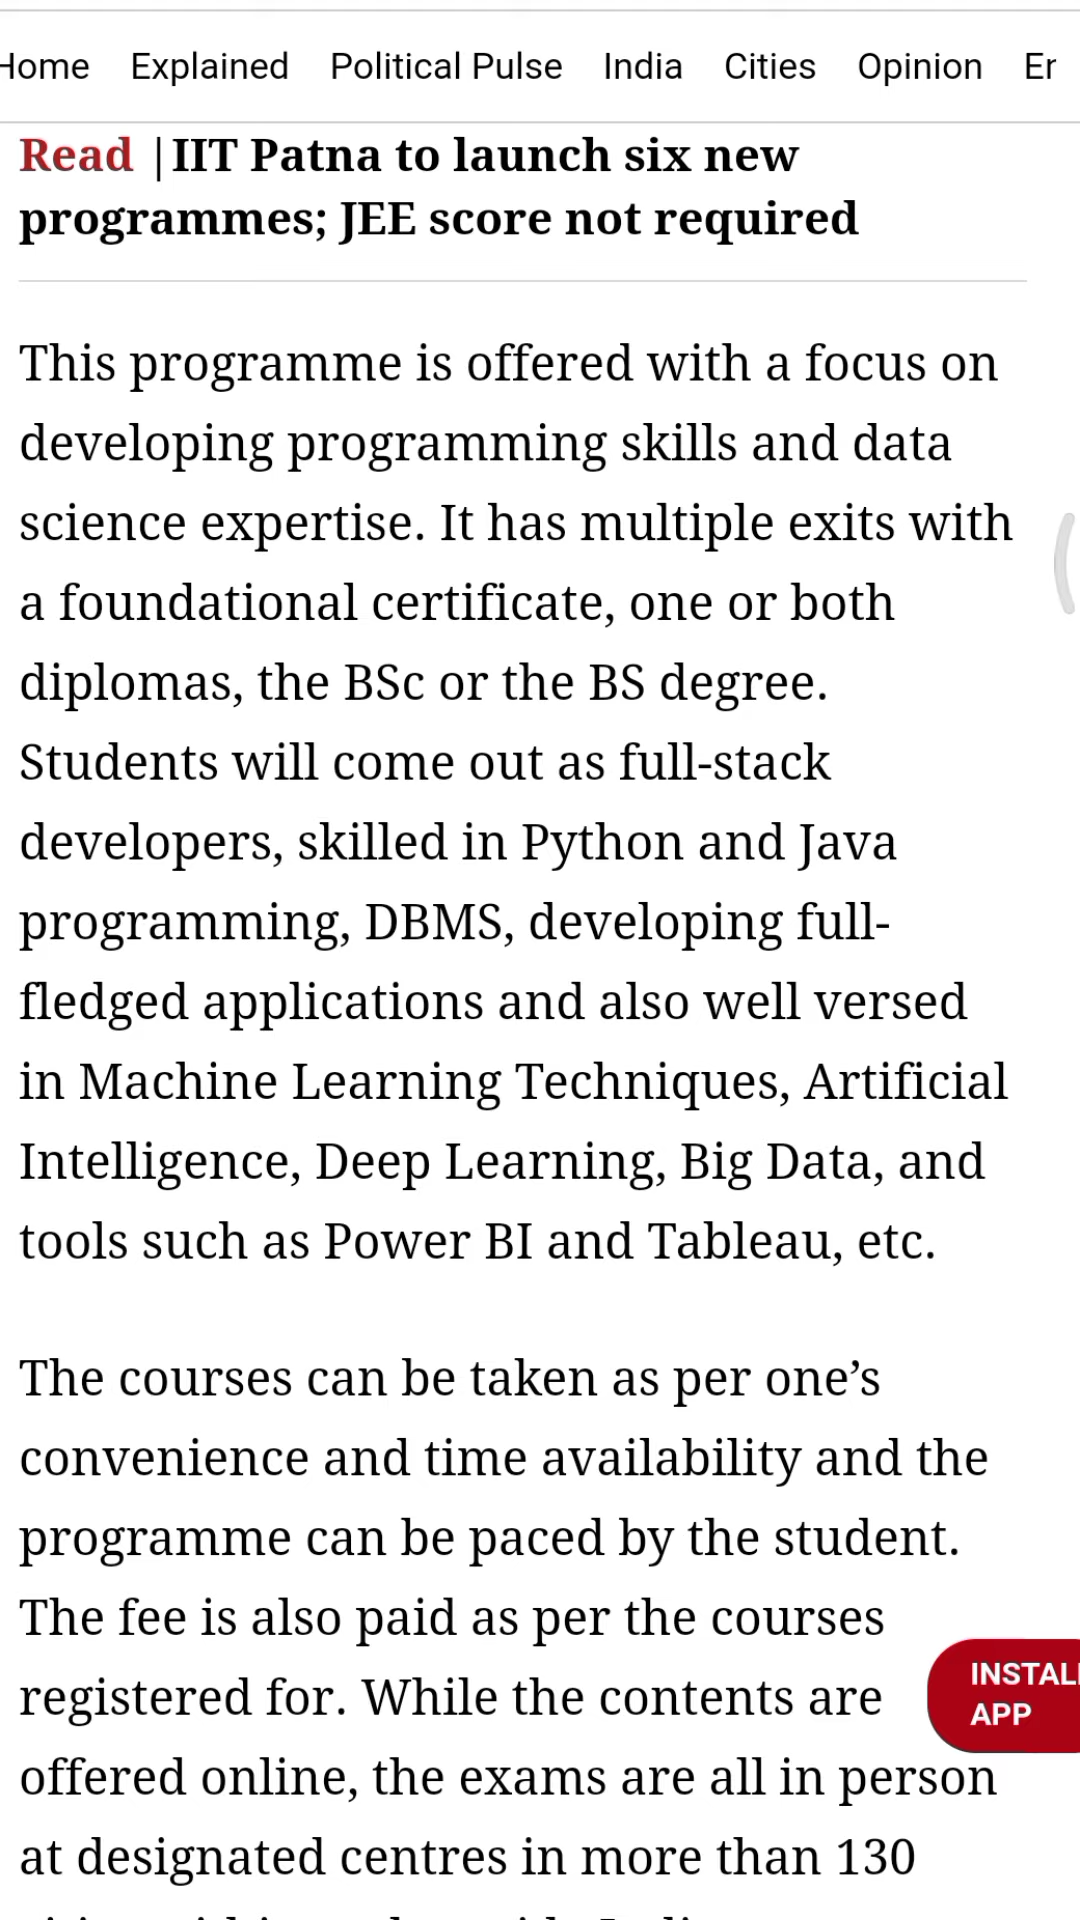 Home Explained Political Pulse India Cities Opinion
Read | IIT Patna to launch six new
programmes; JEE score not required
This programme is offered with a focus on
developing programming skills and data
science expertise. It has multiple exits with
a foundational certificate, one or both
diplomas, the BSc or the BS degree.
Students will come out as full-stack
developers, skilled in Python and Java
programming, DBMS, developing full-
fledged applications and also well versed
in Machine Learning Techniques, Artificial
Intelligence, Deep Learning, Big Data, and
tools such as Power BI and Tableau, etc.
The courses can be taken as per one’s
convenience and time availability and the
programme can be paced by the student.
The fee is also paid as per the courses
registered for. While the contents are
INSTALL
APP
offered online, the exams are all in person
at designated centres in more than 130